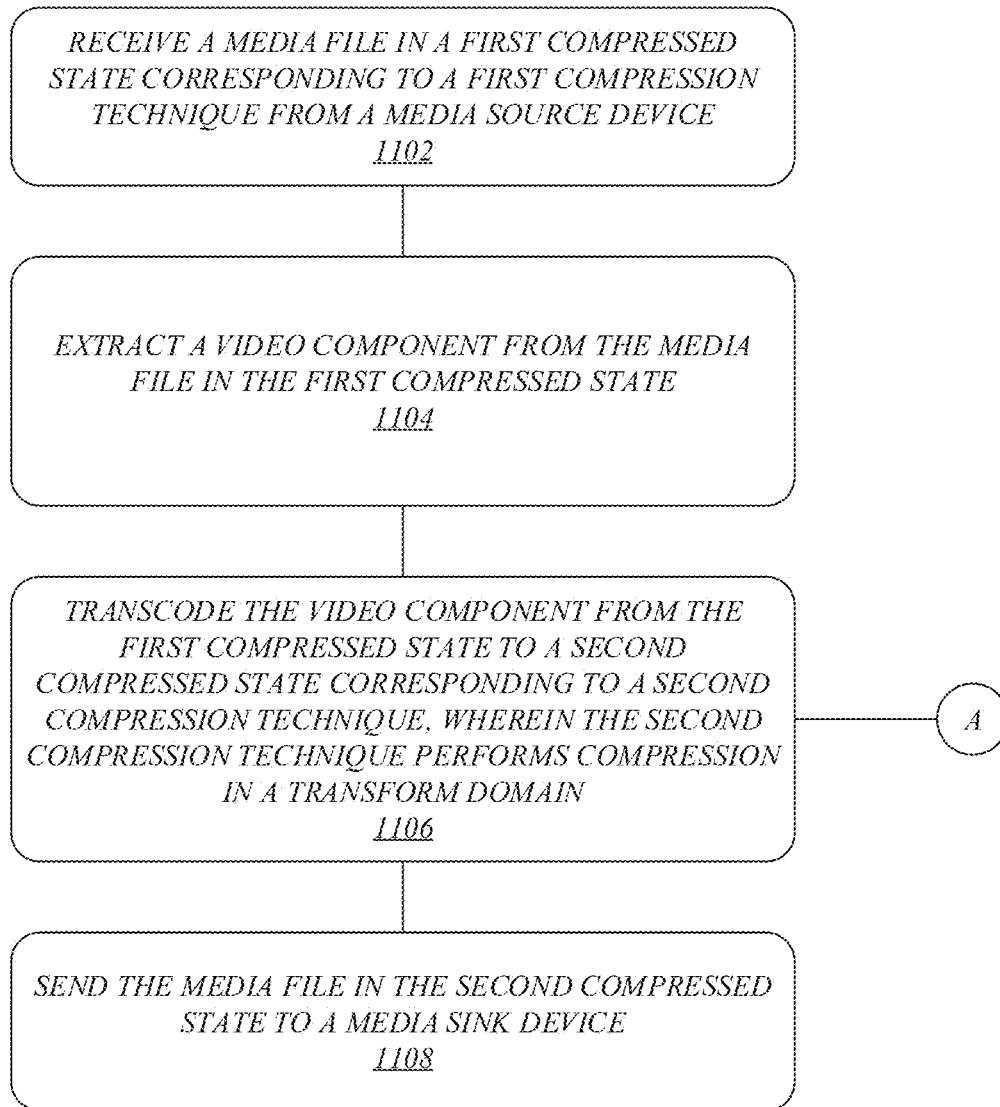 RECEIVE A MEDIA FILE IN A FIRST COMPRESSED
STATE CORRESPONDING TO A FIRST COMPRESSION
TECHNIQUE FROM A MEDIA SOURCE DEVICE
1102
EXTRACT A VIDEO COMPONENT FROM THE MEDIA
FILE IN THE FIRST COMPRESSED STATE
1104
TRANSCODE THE VIDEO COMPONENT FROM THE
FIRST COMPRESSED STATE TO A SECOND
COMPRESSED STATE CORRESPONDING TO A SECOND
COMPRESSION TECHNIQUE, WHEREIN THE SECOND
COMPRESSION TECHNIQUE PERFORMS COMPRESSION
IN A TRANSFORM DOMAIN
1106
A
SEND THE MEDIA FILE IN THE SECOND COMPRESSED
STATE TO A MEDIA SINK DEVICE
1108